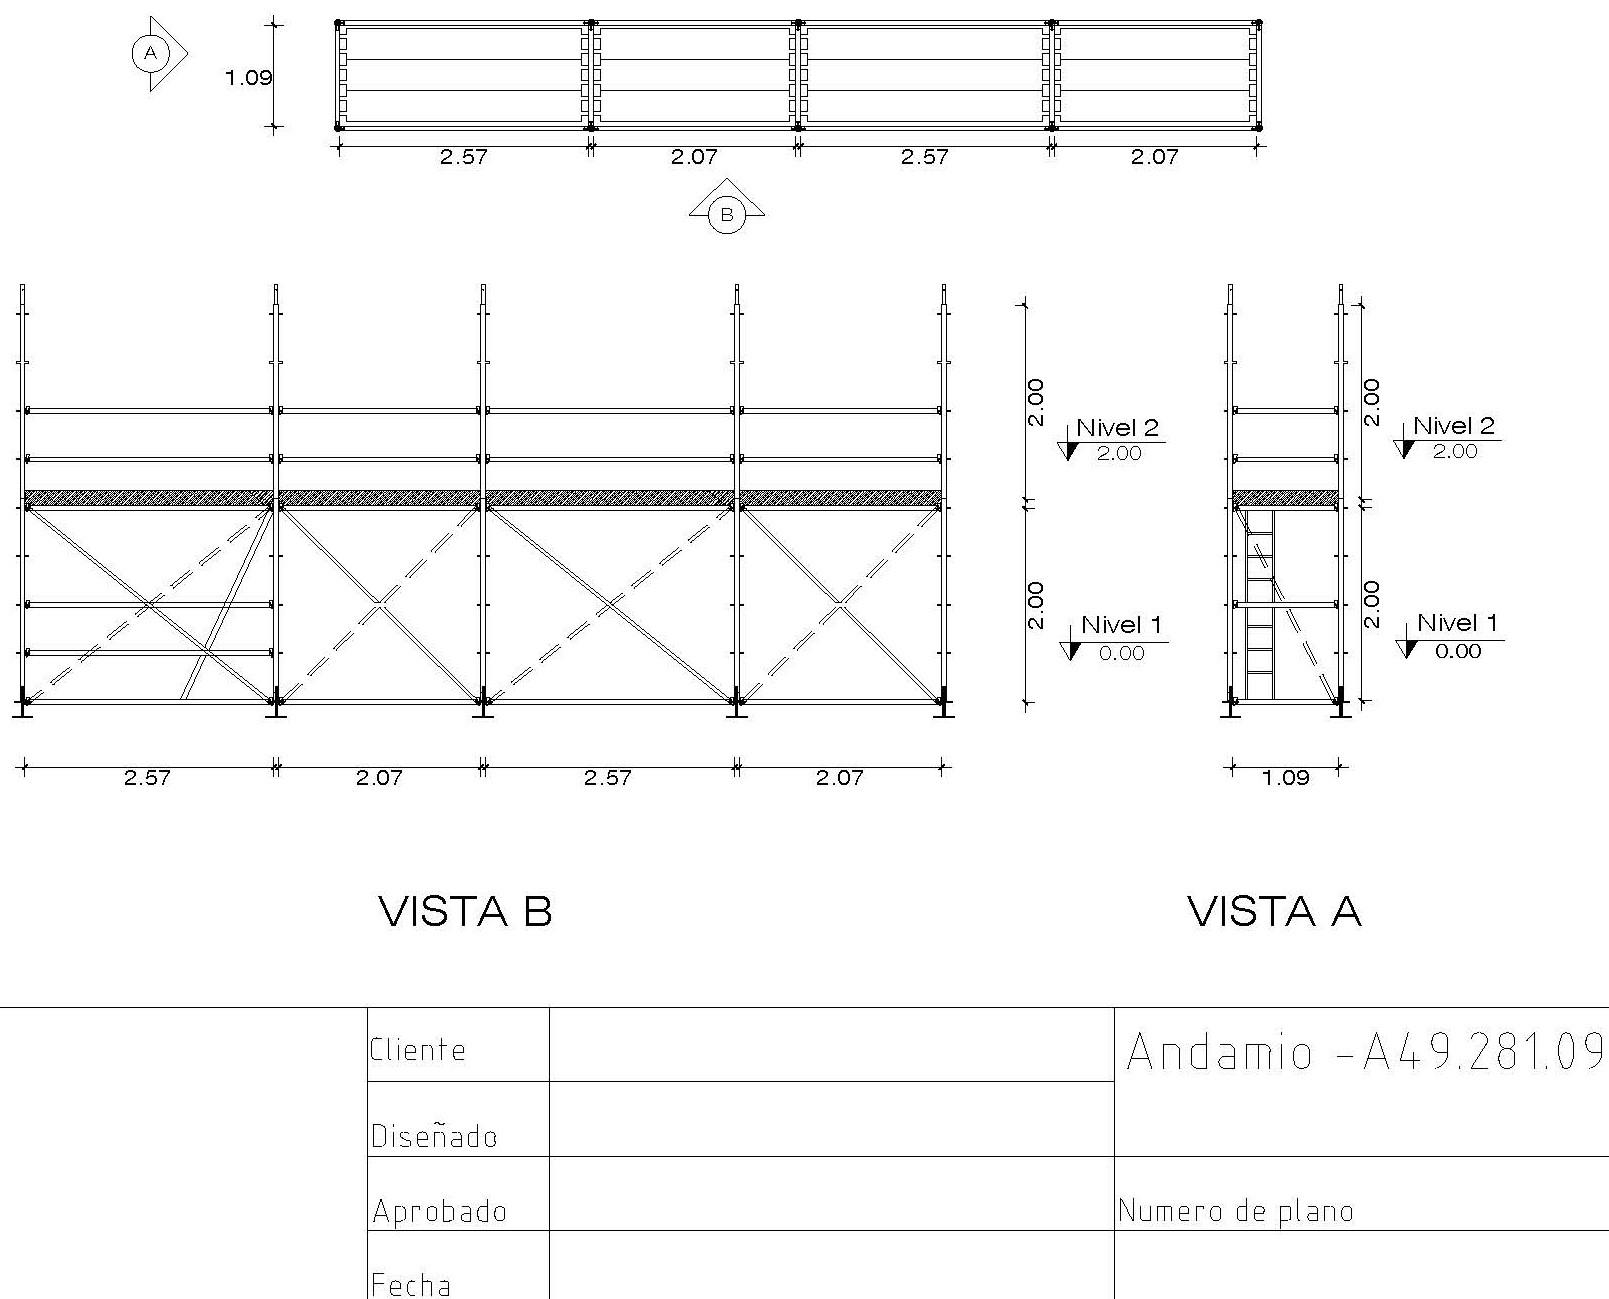 A
1.09
2.57 2.07 2.57 2.07
B
2.00 2.00
Nivel 2 Nivel 2
2.00 2.00
2.00 2.00
Nivel 1 Nivel 1
0.00 0.00
2.57 2.07 2.57 2.07 1.09
VISTA B VISTA A
Cliente Andamio -A49.281.09
Diseñado
Aprobado Numero de plano
Fecha